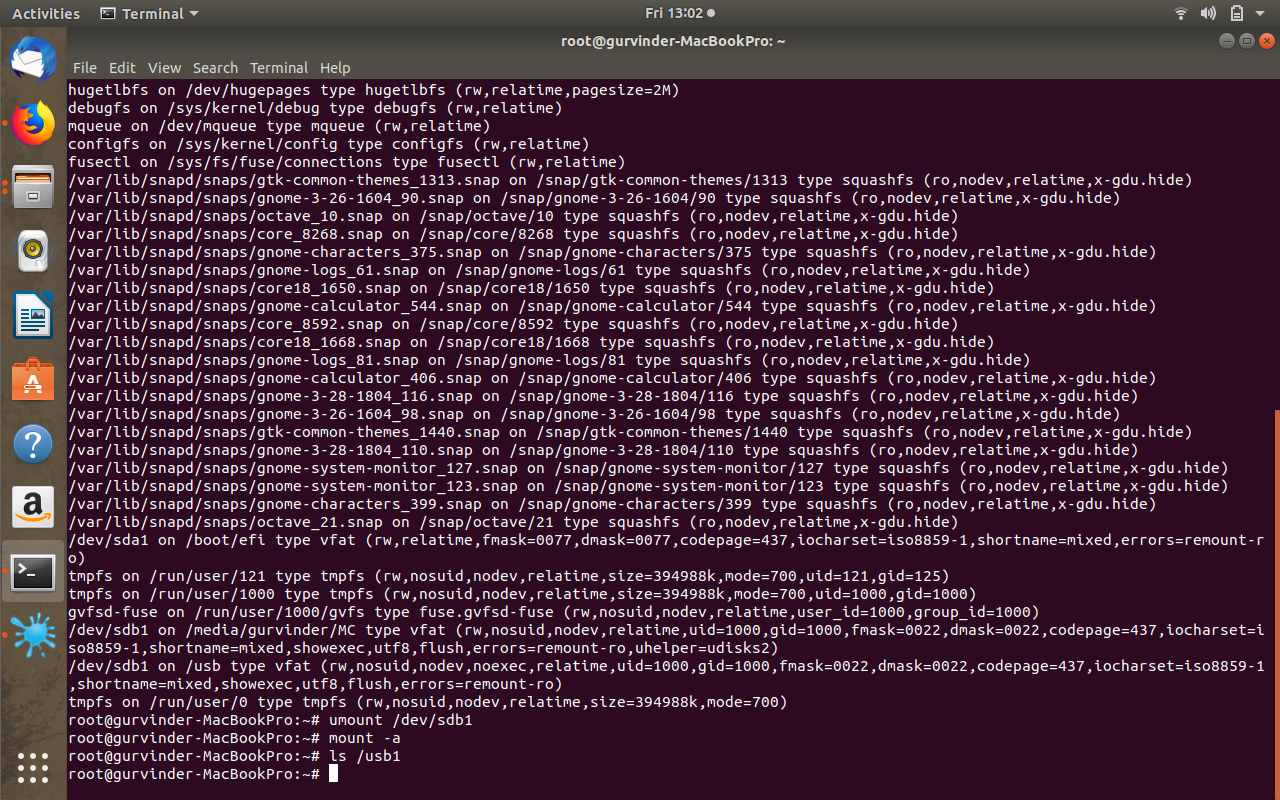 Activities Terminal Fri 13:02
root@gurvinder-MacBookPro: ~
File Edit View Search Terminal Help
hugetlbfs on /dev/hugepages type hugetlbfs (rw,relatime,pagesize=2M)
debugfs on /sys/kernel/debug type debugfs (rw,relatime)
mqueue on /dev/mqueue type mqueue (rw,relatime)
configfs on /sys/kernel/config type configfs (rw,relatime)
fusectl on /sys/fs/fuse/connections type fusectl (rw,relatime)
/var/lib/snapd/snaps/gtk-common-themes_1313.snap on /snap/gtk-common-themes/1313 type squashfs (ro,nodev,relatime,x-gdu.hide)
/var/lib/snapd/snaps/gnome-3-26-1604_90.snap on /snap/gnome-3-26-1604/90 type squashfs (ro,nodev,relatime,x-gdu.hide)
/var/lib/snapd/snaps/octave_10.snap on /snap/octave/10 type squashfs (ro,nodev,relatime,x-gdu.hide)
/var/lib/snapd/snaps/core_8268.snap on /snap/core/8268 type squashfs (ro,nodev,relatime,x-gdu.hide)
/var/lib/snapd/snaps/gnome-characters_375.snap on /snap/gnome-characters/375 type squashfs (ro,nodev,relatime,x-gdu.hide)
/var/lib/snapd/snaps/gnome-logs_61.snap on /snap/gnome-logs/61 type squashfs (ro,nodev,relatime,x-gdu.hide)
/var/lib/snapd/snaps/core18_1650.snap on /snap/core18/1650 type squashfs (ro,nodev,relatime,x-gdu.hide)
/var/lib/snapd/snaps/gnome-calculator_544.snap on /snap/gnome-calculator/544 type squashfs (ro,nodev,relatime,x-gdu.hide)
/var/lib/snapd/snaps/core_8592.snap on /snap/core/8592 type squashfs (ro,nodev,relatime,x-gdu.hide)
/var/lib/snapd/snaps/core18_1668.snap on /snap/core18/1668 type squashfs (ro,nodev,relatime,x-gdu.hide)
/var/lib/snapd/snaps/gnome-logs_81.snap on /snap/gnome-logs/81 type squashfs (ro,nodev,relatime,x-gdu.hide)
/var/lib/snapd/snaps/gnome-calculator_406.snap on /snap/gnome-calculator/406 type squashfs (ro,nodev,relatime,x-gdu.hide)
/var/lib/snapd/snaps/gnome-3-28-1804_116.snap on /snap/gnome-3-28-1804/116 type squashfs (ro,nodev,relatime,x-gdu.hide)
/var/lib/snapd/snaps/gnome-3-26-1604_98.snap on /snap/gnome-3-26-1604/98 type squashfs (ro,nodev,relatime,x-gdu.hide)
/var/lib/snapd/snaps/gtk-common-themes_1440.snap on /snap/gtk-common-themes/1440 type squashfs (ro,nodev,relatime,x-gdu.hide)
/var/lib/snapd/snaps/gnome-3-28-1804_110.snap on /snap/gnome-3-28-1804/110 type squashfs (ro,nodev,relatime,x-gdu.hide)
/var/lib/snapd/snaps/gnome-system-monitor_127.snap on /snap/gnome-system-monitor/127 type squashfs (ro,nodev,relatime,x-gdu.hide)
/var/lib/snapd/snaps/gnome-system-monitor_123.snap on /snap/gnome-system-monitor/123 type squashfs (ro,nodev,relatime,x-gdu.hide)
/var/lib/snapd/snaps/gnome-characters_399.snap on /snap/gnome-characters/399 type squashfs (ro,nodev,relatime,x-gdu.hide)
/var/lib/snapd/snaps/octave_21.snap on /snap/octave/21 type squashfs (ro,nodev,relatime,x-gdu.hide)
/dev/sda1 on /boot/efi type vfat (rw,relatime,fmask=0077,dmask=0077,codepage=437,iocharset=iso8859-1,shortname=mixed,errors=remount-r
o)
tmpfs on /run/user/121 type tmpfs (rw,nosuid,nodev,relatime,size=394988k,mode=700,uid=121,gid=125)
tmpfs on /run/user/1000 type tmpfs (rw,nosuid,nodev,relatime,size=394988k,mode=700,uid=1000,gid=1000)
gvfsd-fuse on /run/user/1000/gvfs type fuse.gvfsd-fuse (rw,nosuid,nodev,relatime,user_id=1000,group_id=1000)
/dev/sdb1 on /media/gurvinder/MC type vfat (rw,nosuid,nodev,relatime,uid=1000,gid=1000,fmask=0022,dmask=0022,codepage=437,iocharset=i
so8859-1,shortname=mixed,showexec,utf8,flush,errors=remount-ro,uhelper=udisks2)
/dev/sdb1 on /usb type vfat (rw,nosuid,nodev,noexec,relatime,uid=1000,gid=1000,fmask=0022,dmask=0022,codepage=437,iocharset=iso8859-1
,shortname=mixed,showexec,utf8,flush,errors=remount-ro)
tmpfs on /run/user/0 type tmpfs (rw,nosuid,nodev,relatime,size=394988k,mode=700)
root@gurvinder-MacBookPro:~# umount /dev/sdb1
root@gurvinder-MacBookPro:~# mount -a
root@gurvinder-MacBookPro:~# ls /usb1
root@gurvinder-MacBookPro:~#